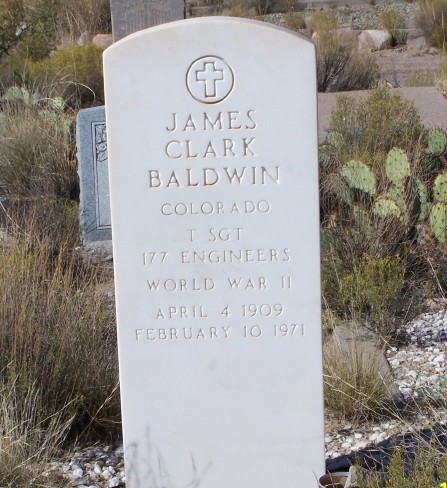 JAMES
CLARK
BALDWIN
COLORADO
T SGT
177 ENGINEERS
WORLD WAR II
APRIL 4 1909
FEBRUARY 10 1971